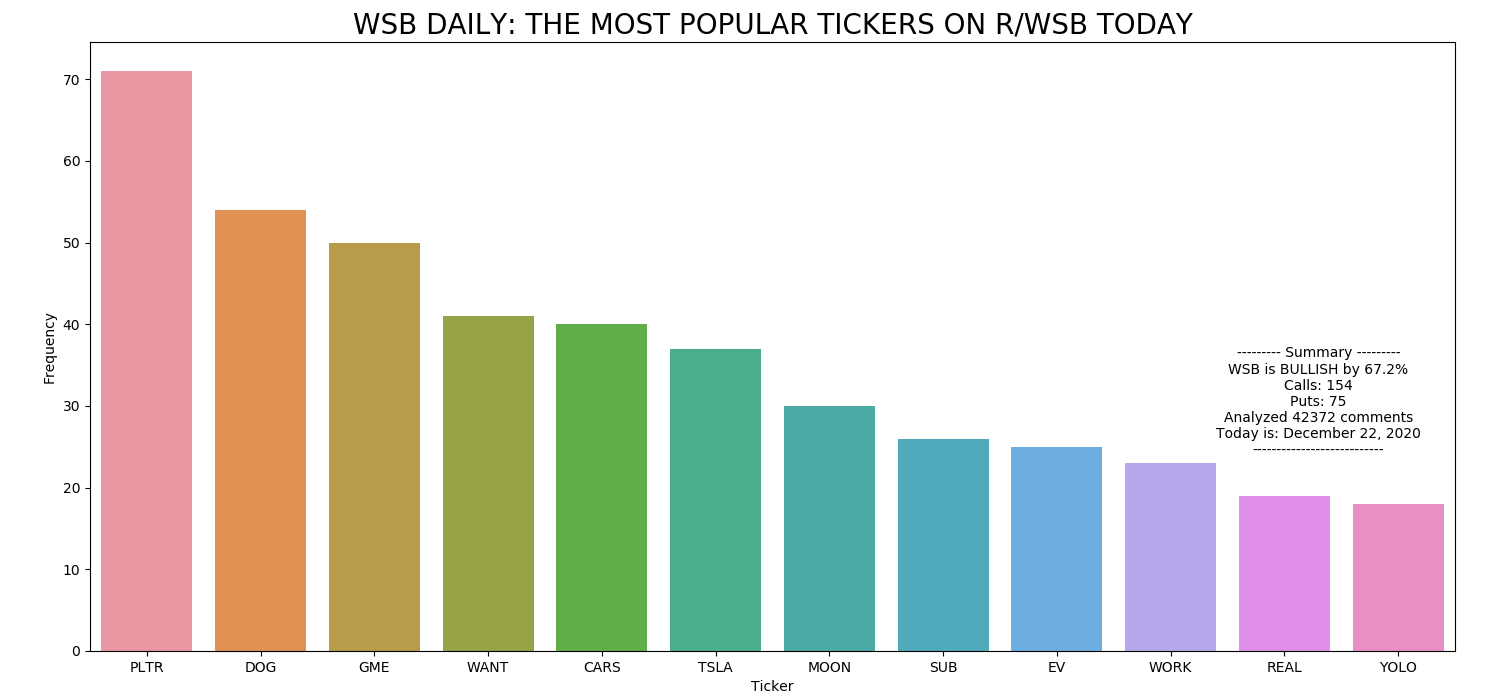 WSB DAILY: THE MOST POPULAR TICKERS ON R/WSB TODAY
70
60
50
40
30
20
10
0
Frequency
--------- Summary ---------
WSB is BULLISH by 67.2%
Calls: 154
Puts: 75
Analyzed 42372 comments
Today is: December 22, 2020
---------------------------
PLTR DOG GME WANT CARS TSLA MOON SUB EV WORK REAL YOLO
Ticker